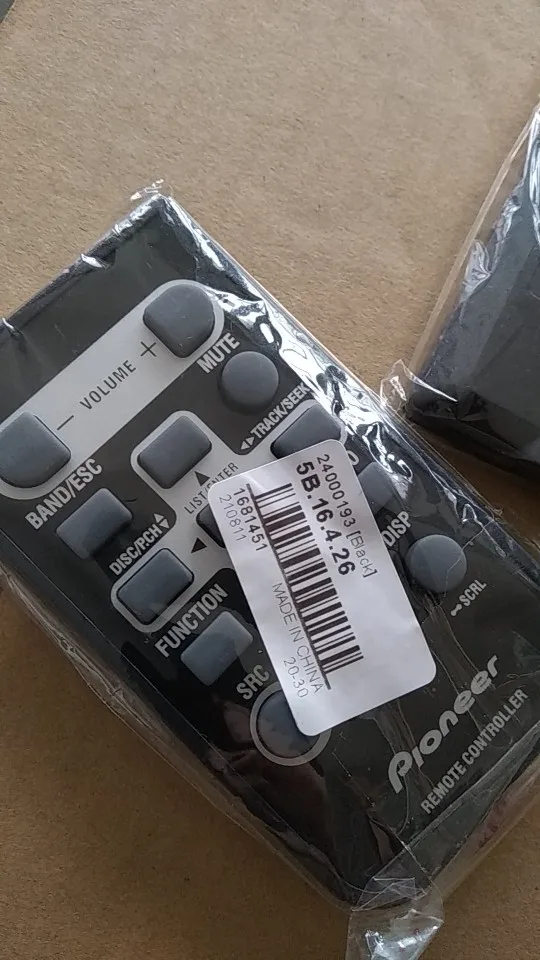 − VOLUME +
MUTE
BAND/ESC
◀▶TRACK/SEEK
LIST/ENTER
DISC/PCH
DISP
SCRL
FUNCTION
SRC
24000193 [Black]
5B.16.4.26
1681451
210811
MADE IN CHINA
20:30
Pioneer
REMOTE CONTROLLER